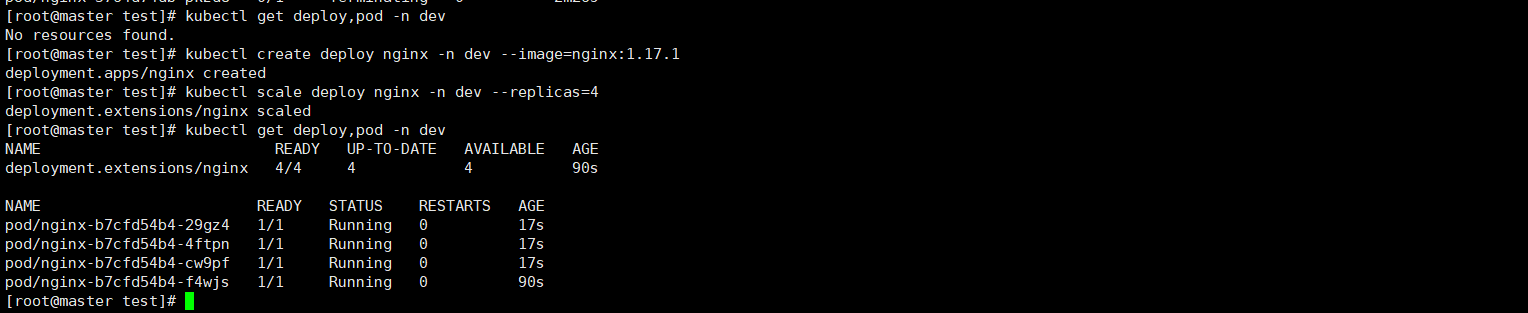 [root@master test]# kubectl get deploy,pod -n dev
No resources found.
[root@master test]# kubectl create deploy nginx -n dev --image=nginx:1.17.1
deployment.apps/nginx created
[root@master test]# kubectl scale deploy nginx -n dev --replicas=4
deployment.extensions/nginx scaled
[root@master test]# kubectl get deploy,pod -n dev
NAME                          READY   UP-TO-DATE   AVAILABLE   AGE
deployment.extensions/nginx   4/4     4            4           90s

NAME                        READY   STATUS    RESTARTS   AGE
pod/nginx-b7cfd54b4-29gz4   1/1     Running   0          17s
pod/nginx-b7cfd54b4-4ftpn   1/1     Running   0          17s
pod/nginx-b7cfd54b4-cw9pf   1/1     Running   0          17s
pod/nginx-b7cfd54b4-f4wjs   1/1     Running   0          90s
[root@master test]#